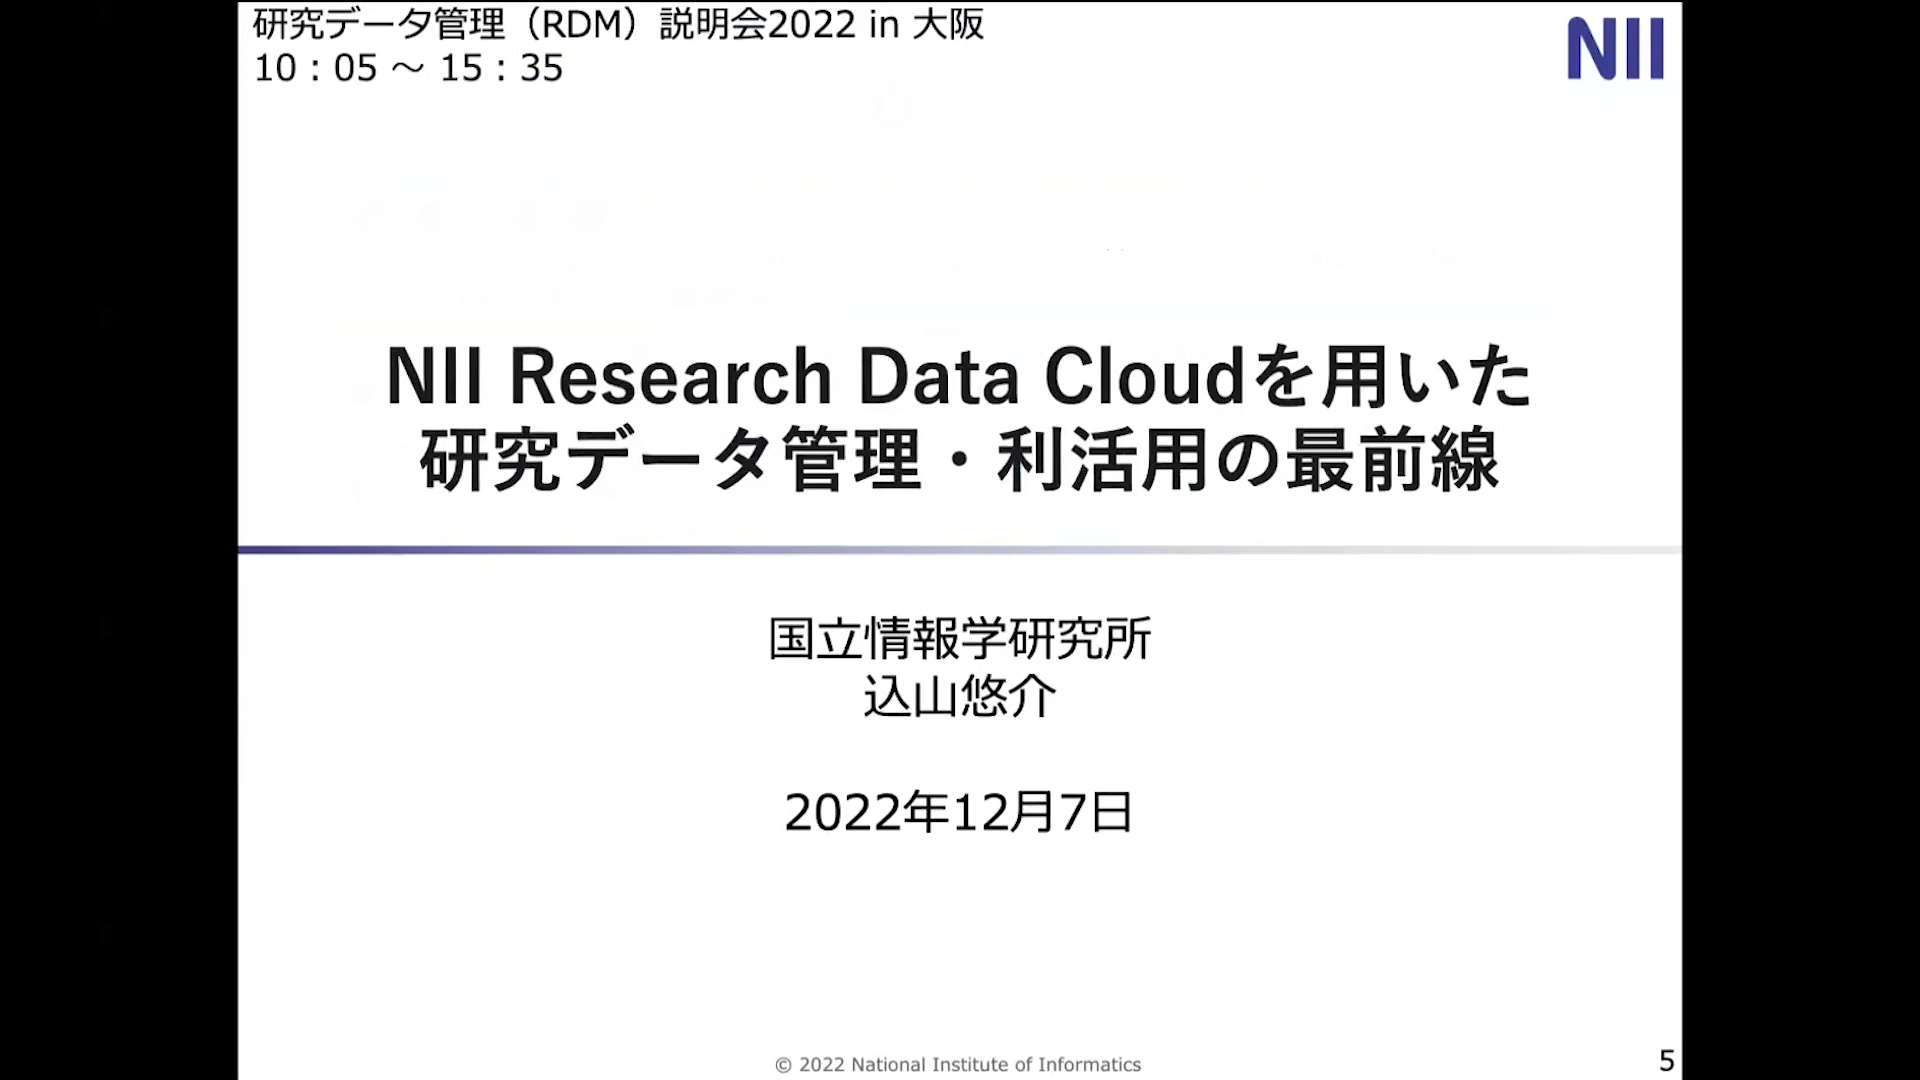 研究データ管理（RDM）説明会2022 in 大阪
10：05 ～ 15：35
NII
NII Research Data Cloudを用いた
研究データ管理・利活用の最前線
国立情報学研究所
込山悠介
2022年12月7日
© 2022 National Institute of Informatics
5